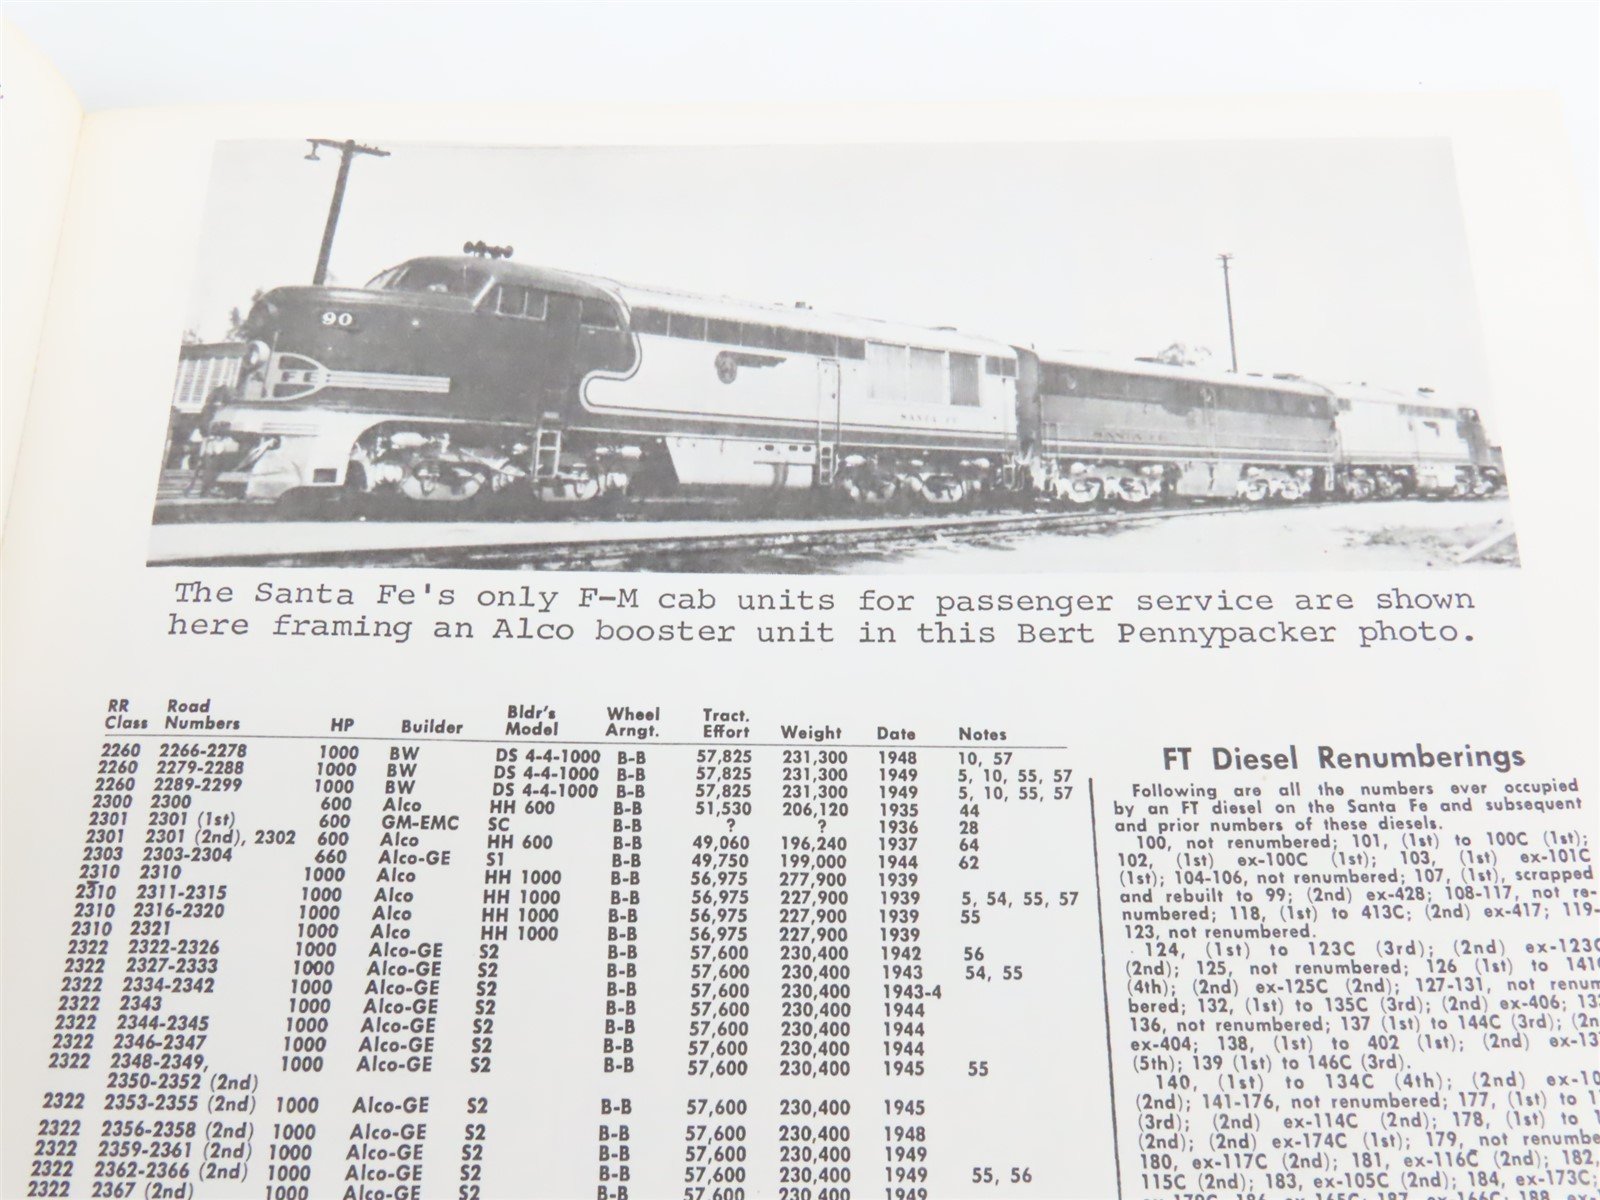 90
FE
SANTA FE
SANTA FE
The Santa Fe's only F-M cab units for passenger service are shown
here framing an Alco booster unit in this Bert Pennypacker photo.
RR Class Road Numbers HP Builder Bldr's Model Wheel Arngt. Tract. Effort Weight Date Notes
2260 2266-2278 1000 BW DS 4-4-1000 B-B 57,825 231,300 1948 10, 57
2260 2279-2288 1000 BW DS 4-4-1000 B-B 57,825 231,300 1949 5, 10, 55, 57
2260 2289-2299 1000 BW DS 4-4-1000 B-B 57,825 231,300 1949 5, 10, 55, 57
2300 2300 600 Alco HH 600 B-B 51,530 206,120 1935 44
2301 2301 (1st) 600 GM-EMC SC B-B ? ? 1936 28
2301 2301 (2nd), 2302 600 Alco HH 600 B-B 49,060 196,240 1937 64
2303 2303-2304 660 Alco-GE S1 B-B 49,750 199,000 1944 62
2310 2310 1000 Alco HH 1000 B-B 56,975 277,900 1939
2310 2311-2315 1000 Alco HH 1000 B-B 56,975 227,900 1939 5, 54, 55, 57
2310 2316-2320 1000 Alco HH 1000 B-B 56,975 227,900 1939 55
2310 2321 1000 Alco HH 1000 B-B 56,975 227,900 1939
2322 2322-2326 1000 Alco-GE S2 B-B 57,600 230,400 1942 56
2322 2327-2333 1000 Alco-GE S2 B-B 57,600 230,400 1943 54, 55
2322 2334-2342 1000 Alco-GE S2 B-B 57,600 230,400 1943-4
2322 2343 1000 Alco-GE S2 B-B 57,600 230,400 1944
2322 2344-2345 1000 Alco-GE S2 B-B 57,600 230,400 1944
2322 2346-2347 1000 Alco-GE S2 B-B 57,600 230,400 1944
2322 2348-2349, 1000 Alco-GE S2 B-B 57,600 230,400 1945 55
2350-2352 (2nd)
2322 2353-2355 (2nd) 1000 Alco-GE S2 B-B 57,600 230,400 1945
2322 2356-2358 (2nd) 1000 Alco-GE S2 B-B 57,600 230,400 1948
2322 2359-2361 (2nd) 1000 Alco-GE S2 B-B 57,600 230,400 1949
2322 2362-2366 (2nd) 1000 Alco-GE S2 B-B 57,600 230,400 1949 55, 56
2322 2367 (2nd) 1000 Alco-GE S2 B-B 57,600 230,400 1949
FT Diesel Renumberings
Following are all the numbers ever occupied
by an FT diesel on the Santa Fe and subsequent
and prior numbers of these diesels.
100, not renumbered; 101, (1st) to 100C (1st);
102, (1st) ex-100C (1st); 103, (1st) ex-101C
(1st); 104-106, not renumbered; 107, (1st), scrapped
and rebuilt to 99; (2nd) ex-428; 108-117, not re-
numbered; 118, (1st) to 413C; (2nd) ex-417; 119-
123, not renumbered.
124, (1st) to 123C (3rd); (2nd) ex-123C
(2nd); 125, not renumbered; 126 (1st) to 141C
(4th); (2nd) ex-125C (2nd); 127-131, not renum-
bered; 132, (1st) to 135C (3rd); (2nd) ex-406;
136, not renumbered; 137 (1st) to 144C (3rd);
ex-404; 138, (1st) to 402 (1st); (2nd)
(5th); 139 (1st) to 146C (3rd).
140, (1st) to 134C (4th); (2nd)
(2nd); 141-176, not renumbered; 177, (1st) to
(3rd); (2nd) ex-114C (2nd); 178, (1st) to
(2nd); (2nd) ex-174C (1st); 179, not
180, ex-117C (2nd); 181, ex-116C (2nd); 182,
115C (2nd); 183, ex-105C (2nd); 184, ex-173C;